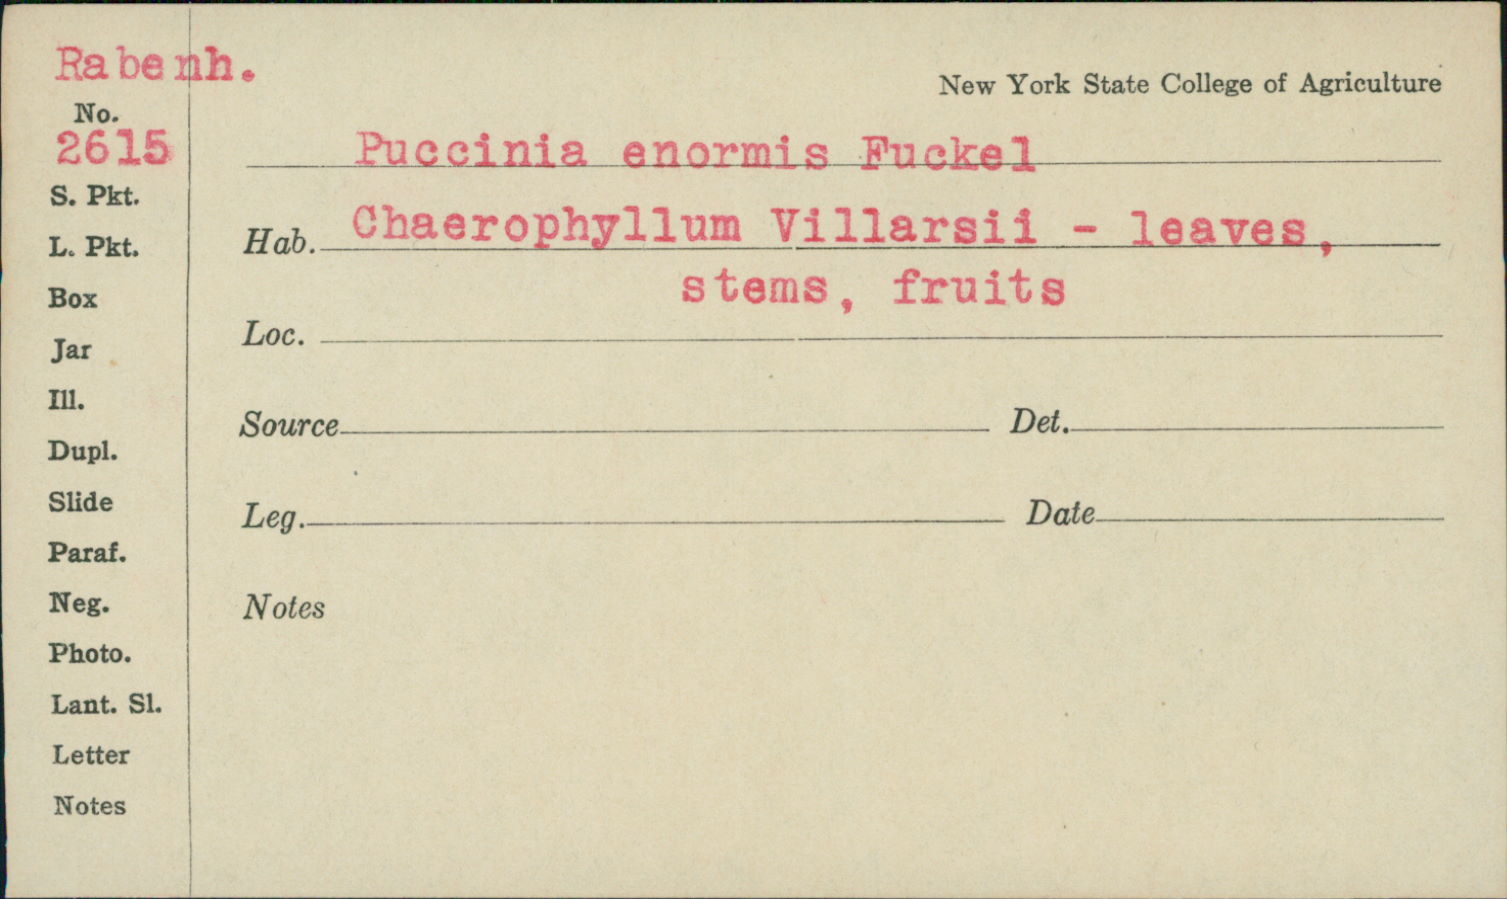 Rabenh.
New York State College of Agriculture
No.
2615
Puccinia enormis Fuckel
S. Pkt.
Hab. Chaerophyllum Villarsii - leaves,
L. Pkt.
stems, fruits
Box
Loc.
Jar
Ill.
Source Det.
Dupl.
Slide
Leg. Date
Paraf.
Neg.
Notes
Photo.
Lant. Sl.
Letter
Notes